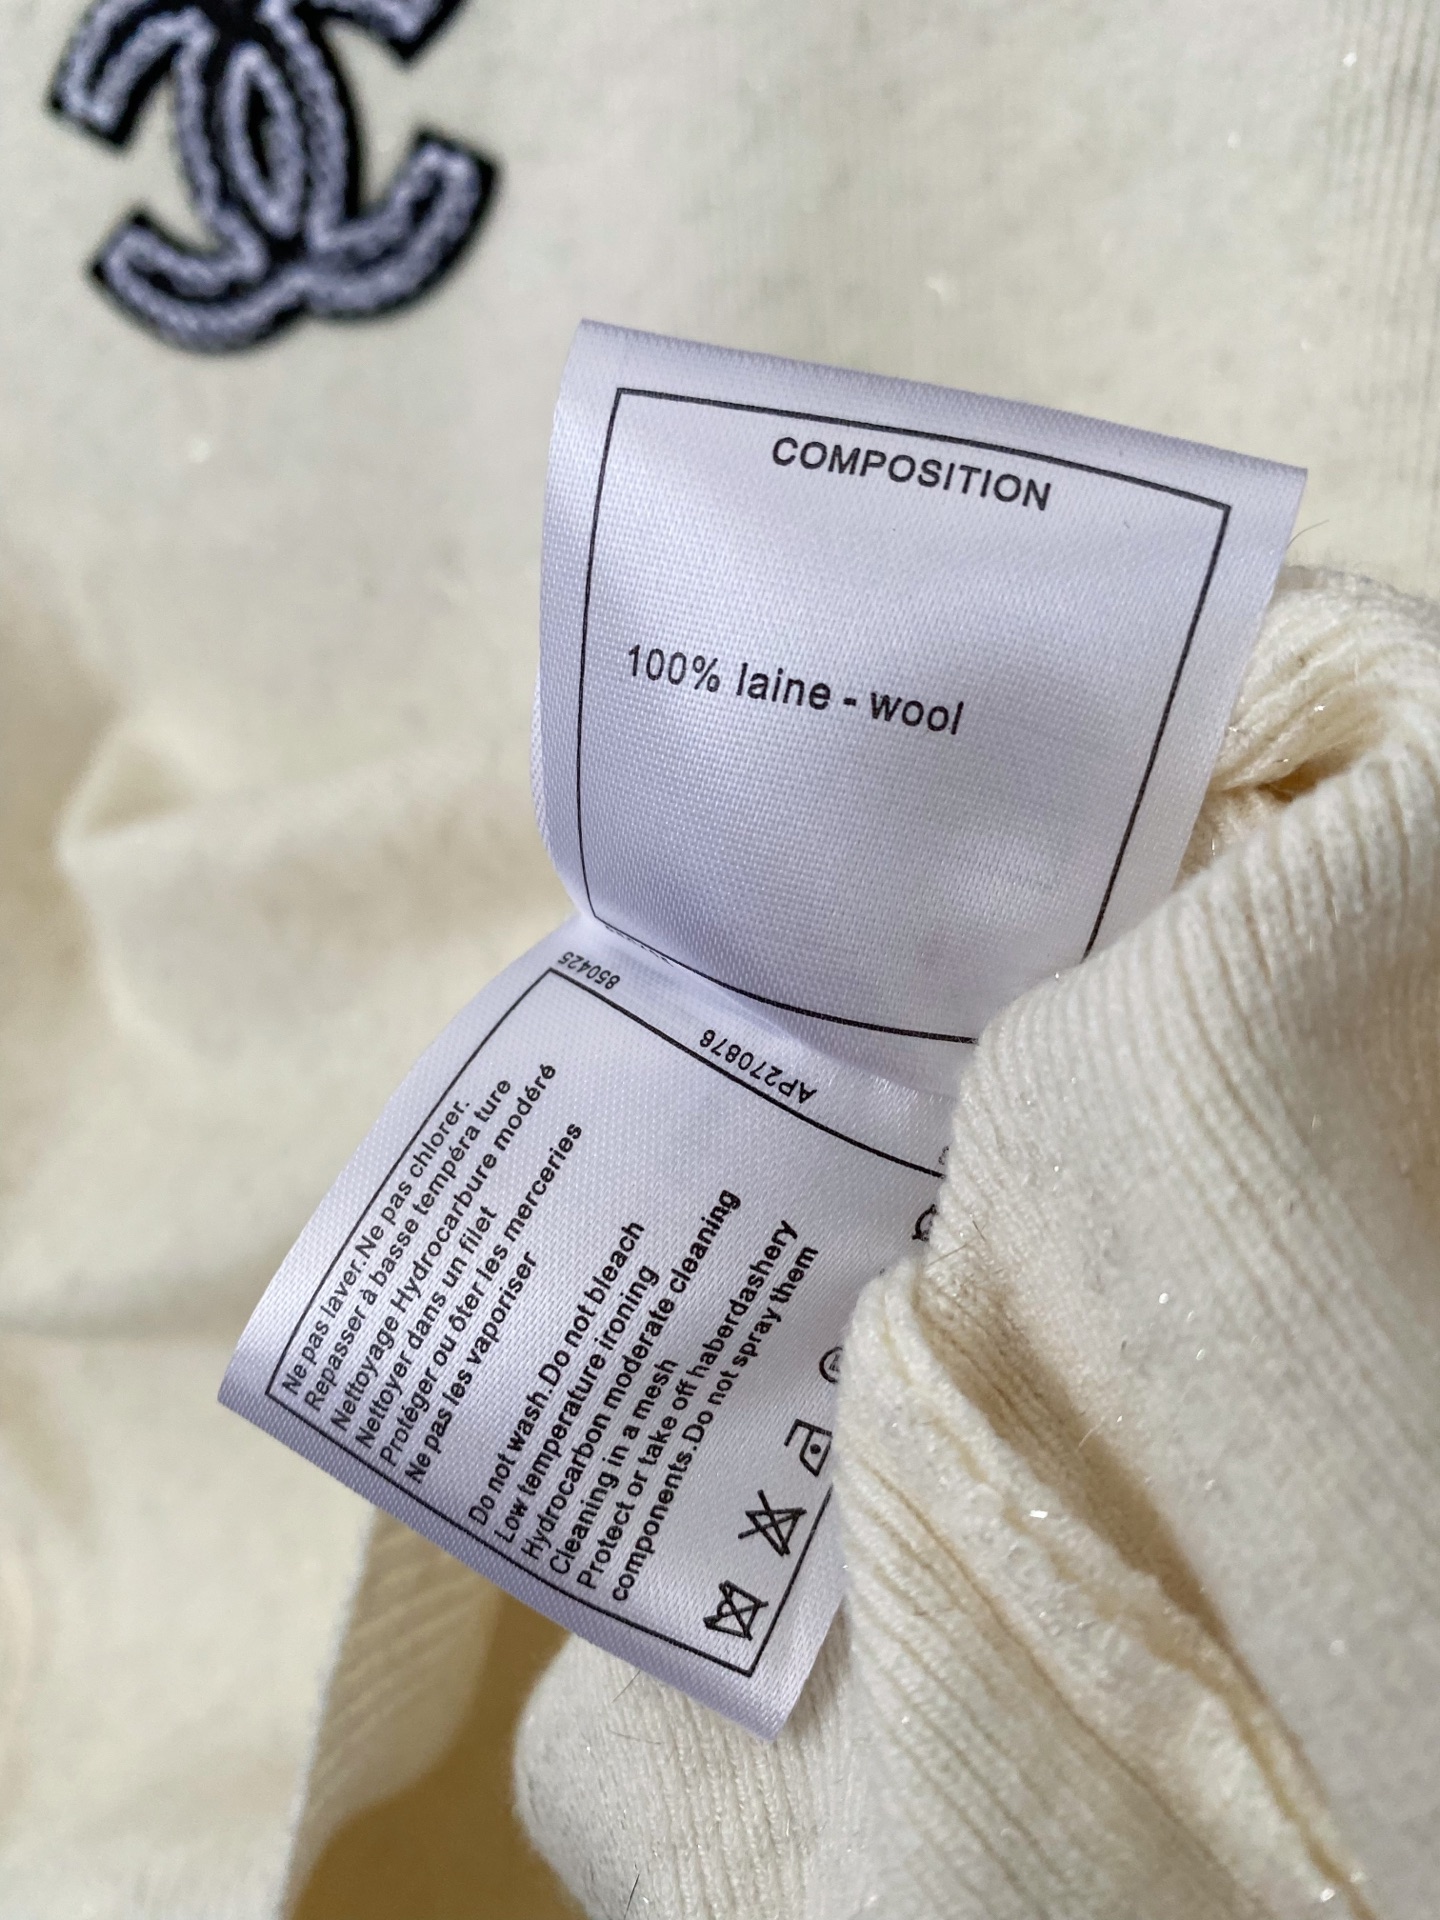 COMPOSITION
100% laine - wool
850425
AP270876
Ne pas laver.Ne pas chlorer.
Repasser à basse tempéra ture
Nettoyage Hydrocarbure modéré
Nettoyer dans un filet
Protéger ou ôter les merceries
Ne pas les vaporiser
Do not wash.Do not bleach
Low temperature ironing
Hydrocarbon moderate cleaning
Cleaning in a mesh
Protect or take off haberdashery
components.Do not spray them